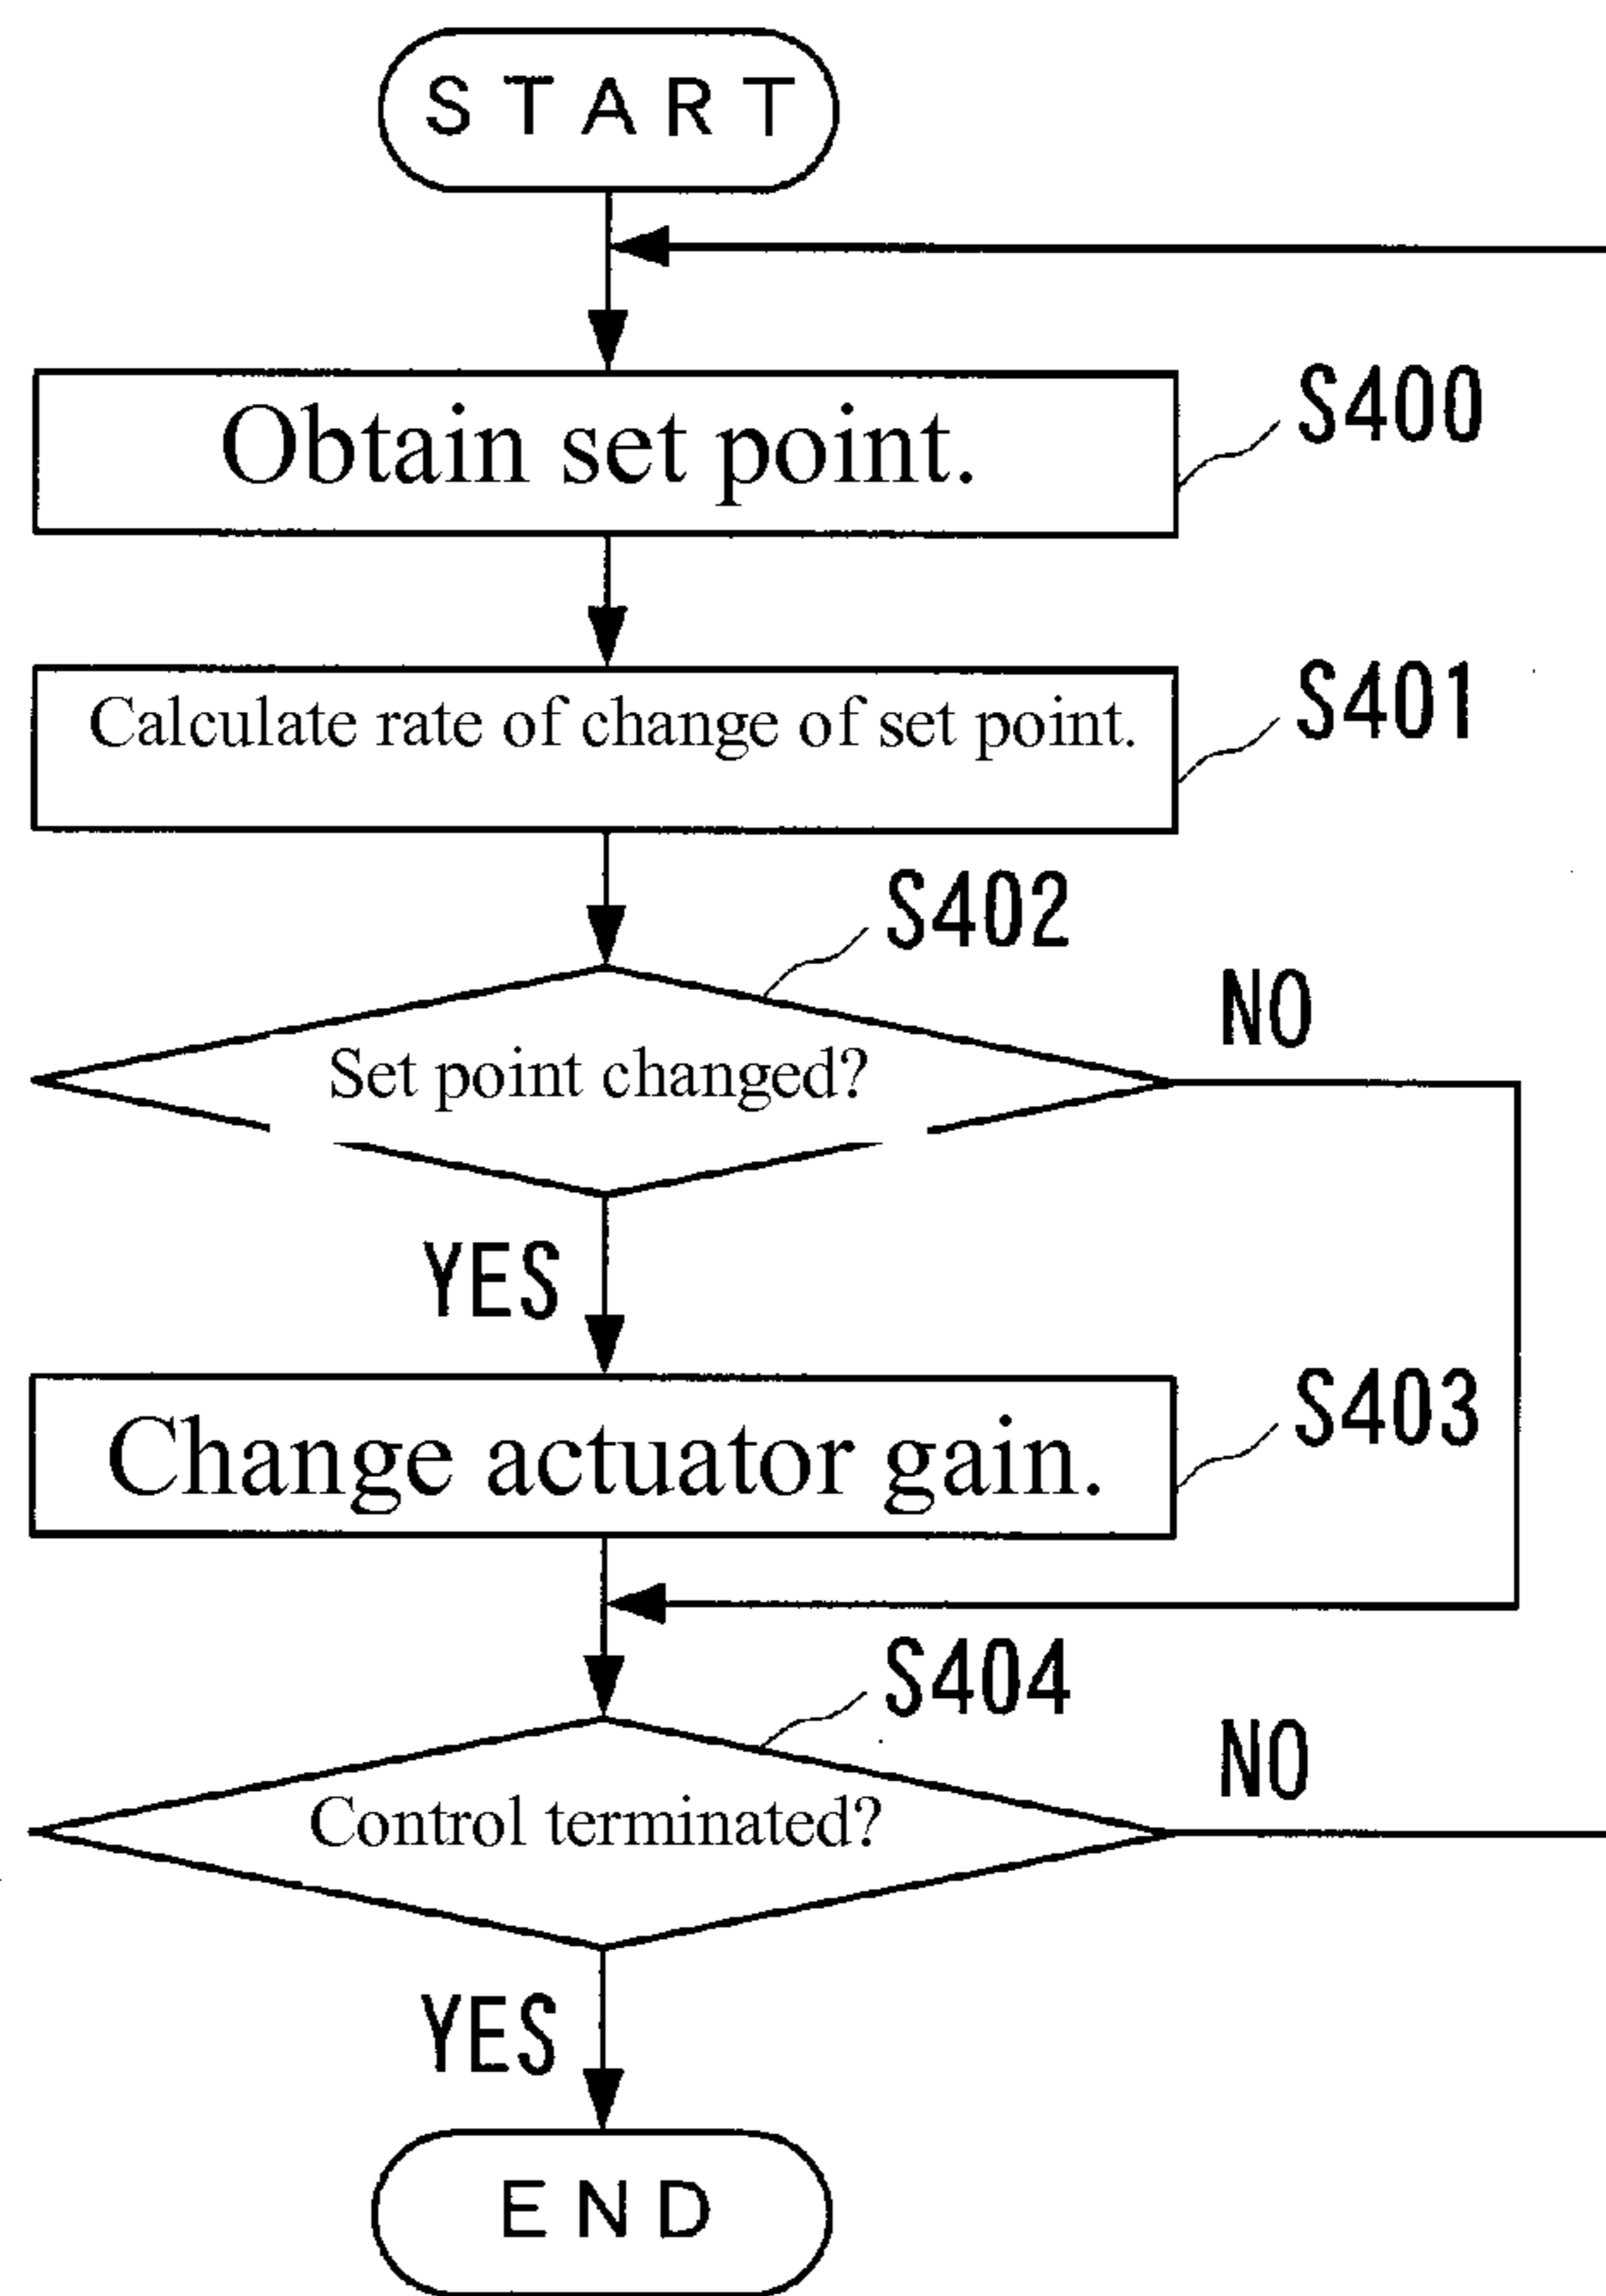 START
Obtain set point.
S400
Calculate rate of change of set point.
S401
S402
NO
Set point changed?
YES
Change actuator gain.
S403
S404
NO
Control terminated?
YES
END